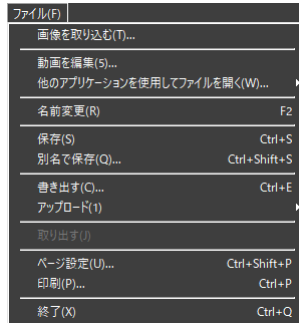 ファイル(F)
画像を取り込む(T)...
動画を編集(5)...
他のアプリケーションを使用してファイルを開く(W)...
名前変更(R) F2
保存(S) Ctrl+S
別名で保存(Q)... Ctrl+Shift+S
書き出す(C)... Ctrl+E
アップロード(1)
取り出す(J)
ページ設定(U)... Ctrl+Shift+P
印刷(P)... Ctrl+P
終了(X) Ctrl+Q